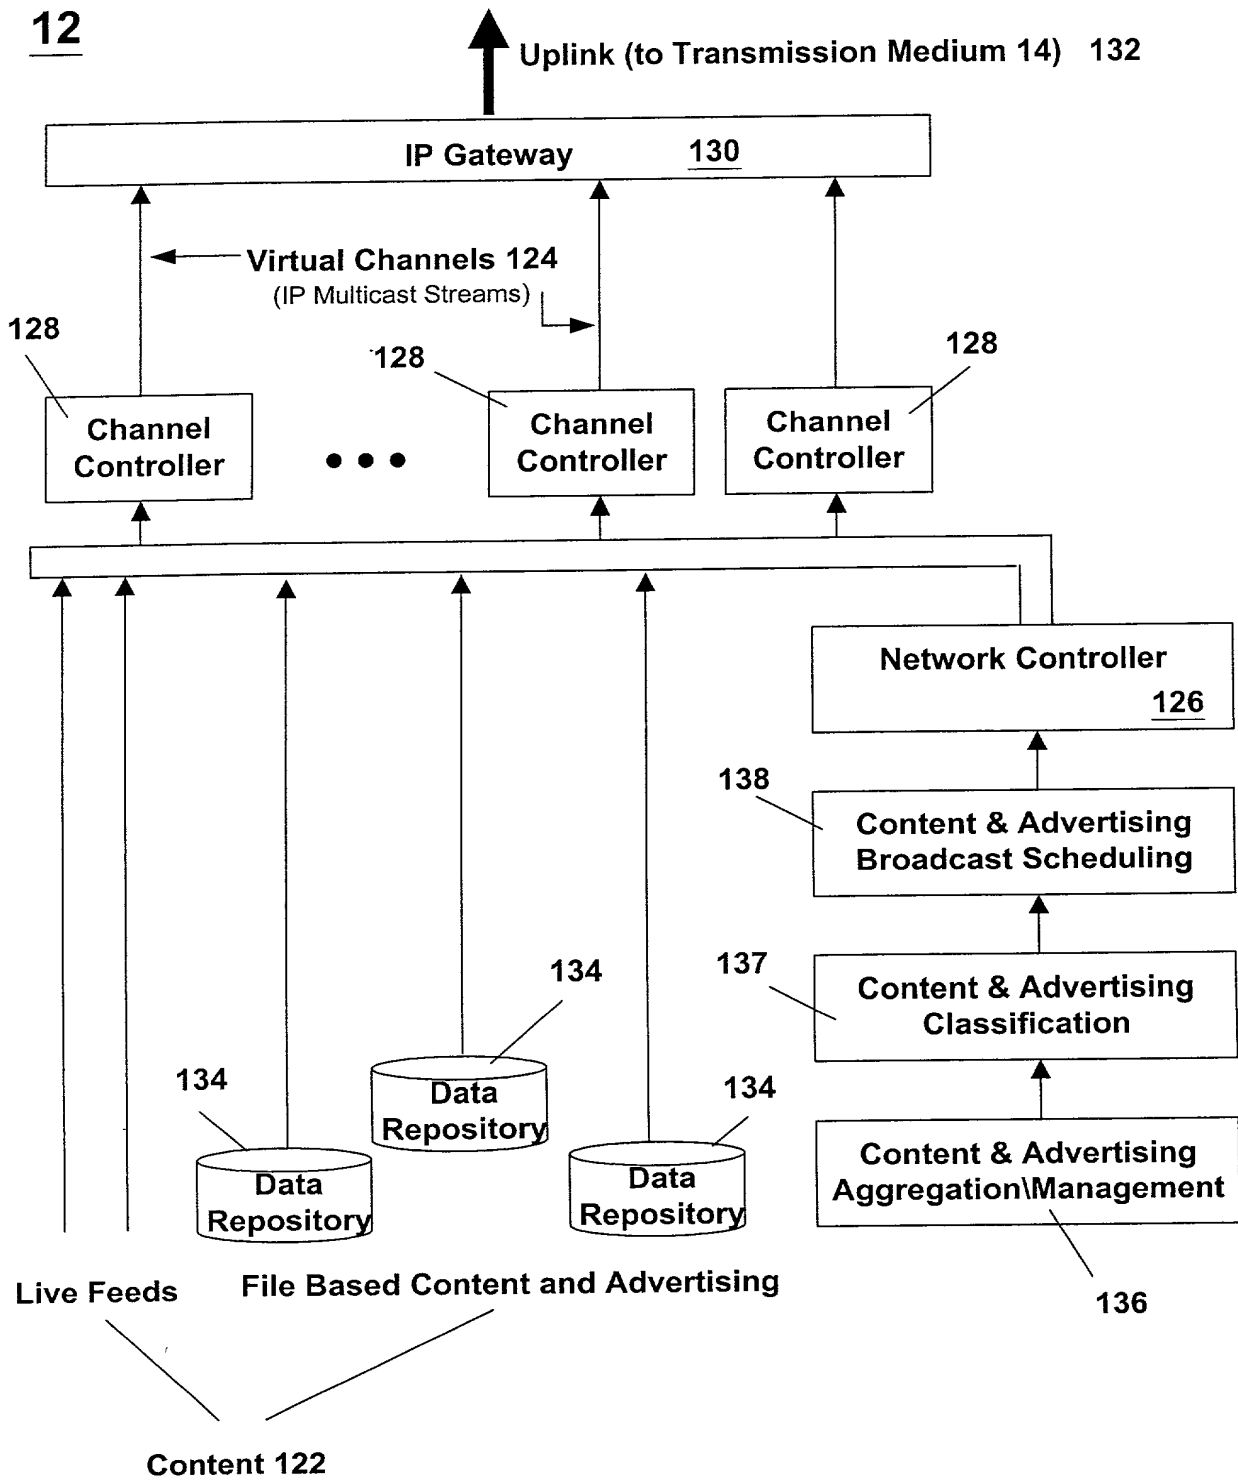 12
Uplink (to Transmission Medium 14) 132
IP Gateway 130
Virtual Channels 124
(IP Multicast Streams)
128
128
128
Channel
Controller
Channel
Controller
Channel
Controller
Network Controller
126
138
Content & Advertising
Broadcast Scheduling
137
Content & Advertising
Classification
134
134
134
Data
Repository
Data
Repository
Data
Repository
Content & Advertising
Aggregation\Management
136
Live Feeds
File Based Content and Advertising
Content 122